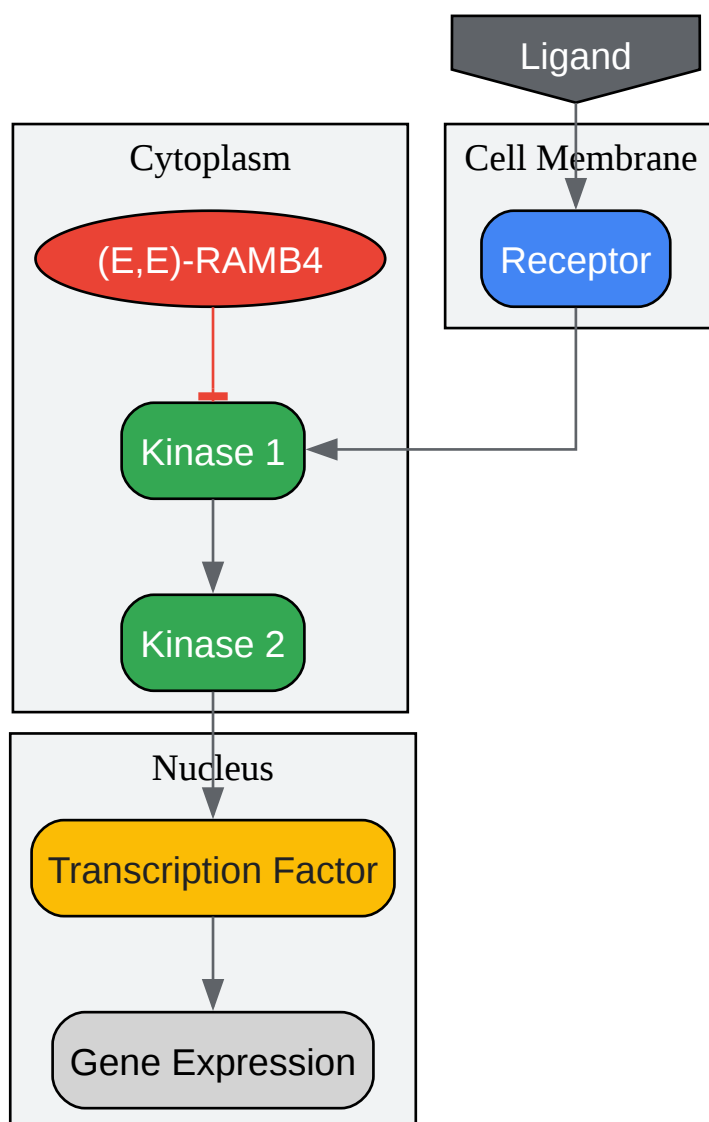 Ligand
Cytoplasm
Cell Membrane
(E,E)-RAMB4
Receptor
Kinase 1
Kinase 2
Nucleus
Transcription Factor
Gene Expression